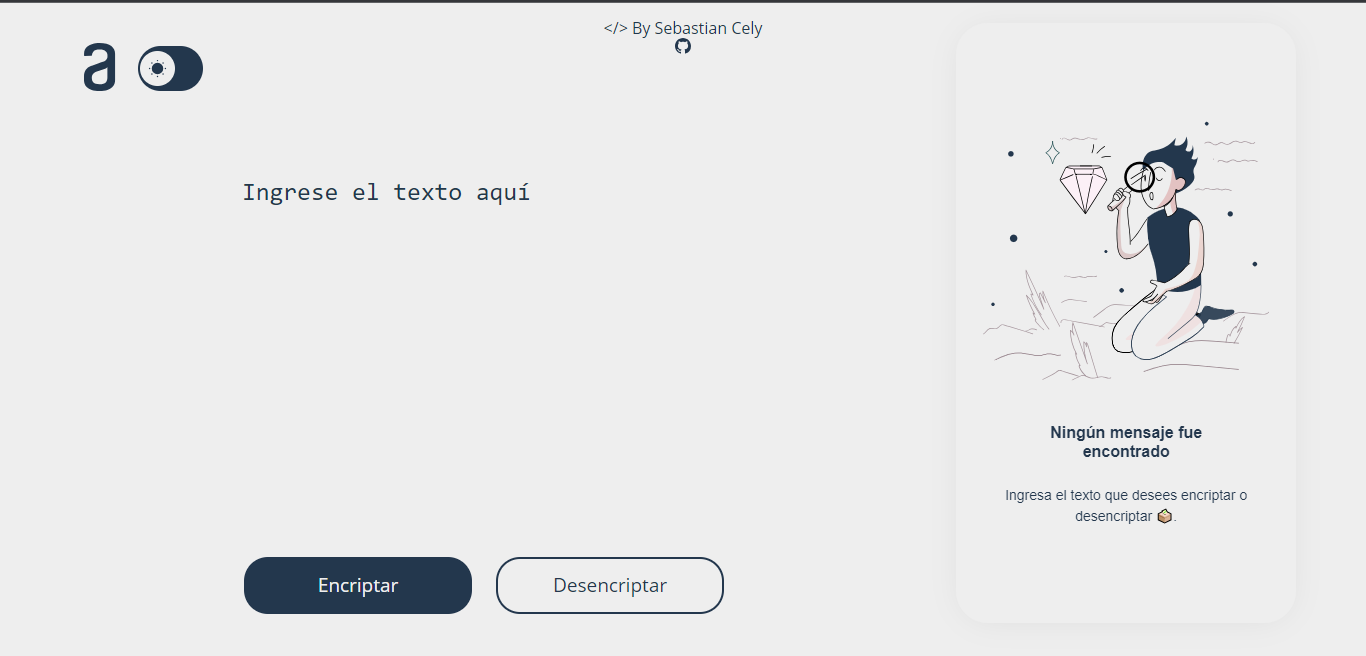 </> By Sebastian Cely
a
Ingrese el texto aquí
Encriptar
Desencriptar
Ningún mensaje fue
encontrado
Ingresa el texto que desees encriptar o
desencriptar .